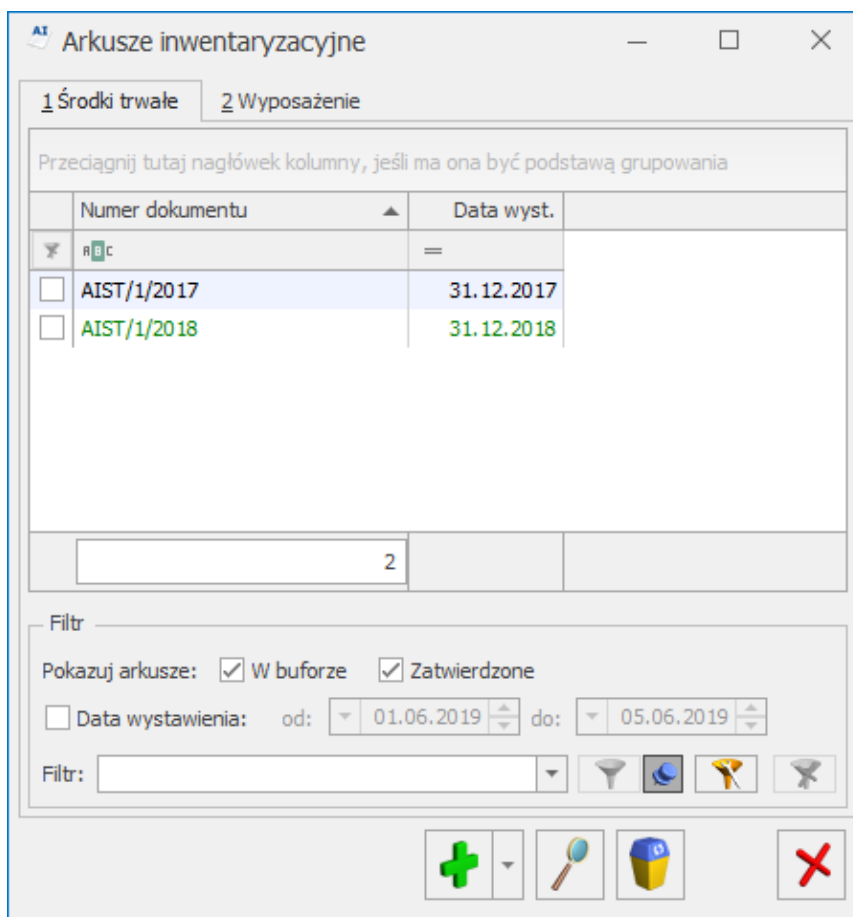 AI Arkusze inwentaryzacyjne
1 Środki trwałe 2 Wyposażenie
Przeciągnij tutaj nagłówek kolumny, jeśli ma ona być podstawą grupowania
Numer dokumentu Data wyst.
ABC =
AIST/1/2017 31.12.2017
AIST/1/2018 31.12.2018
2
Filtr
Pokazuj arkusze: W buforze Zatwierdzone
Data wystawienia: od: 01.06.2019 do: 05.06.2019
Filtr: